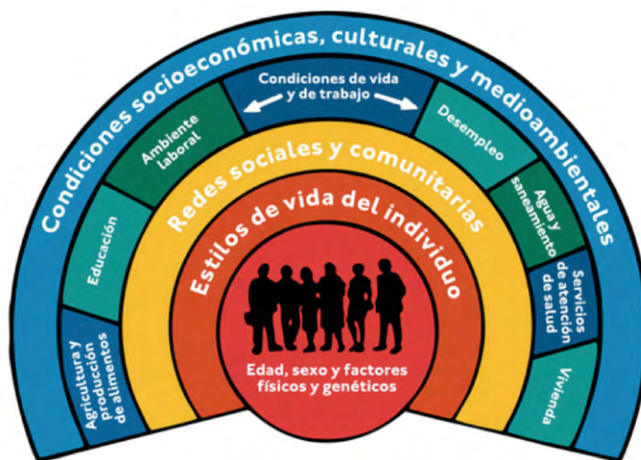 Condiciones socioeconómicas, culturales y medioambientales
Condiciones de vida
y de trabajo
Agricultura y
producción
de alimentos
Educación
Ambiente
laboral
Desempleo
Agua y
saneamiento
Servicios
de atención
de salud
Vivienda
Redes sociales y comunitarias
Estilos de vida del individuo
Edad, sexo y factores
físicos y genéticos